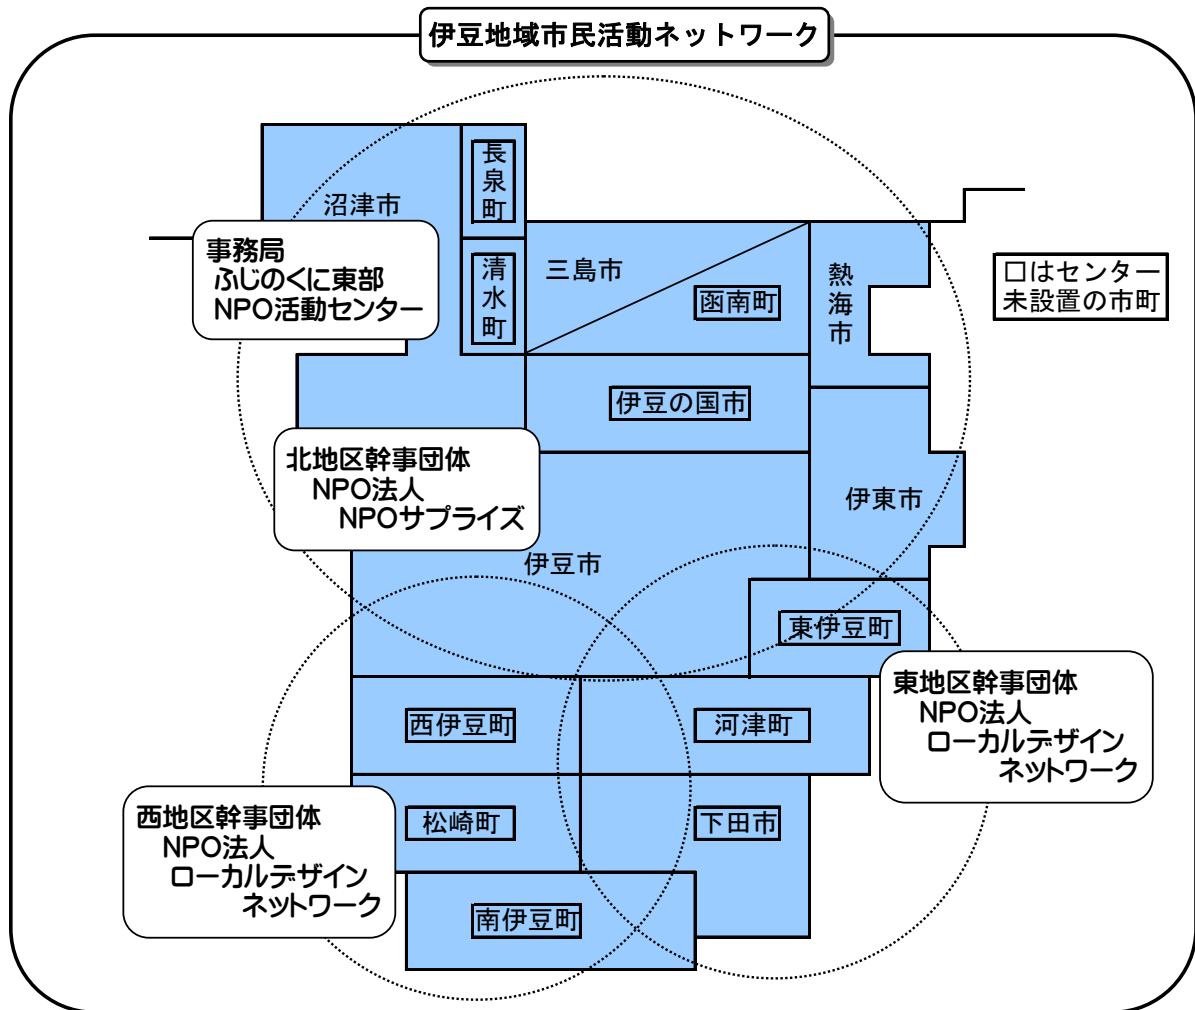 伊豆地域市民活動ネットワーク
沼津市
長泉町
事務局
ふじのくに東部
NPO活動センター
清水町
三島市
函南町
熱海市
□はセンター
未設置の市町
伊豆の国市
北地区幹事団体
NPO法人
NPOサプライズ
伊東市
伊豆市
東伊豆町
東地区幹事団体
NPO法人
ローカルデザイン
ネットワーク
西伊豆町
河津町
西地区幹事団体
NPO法人
ローカルデザイン
ネットワーク
松崎町
下田市
南伊豆町